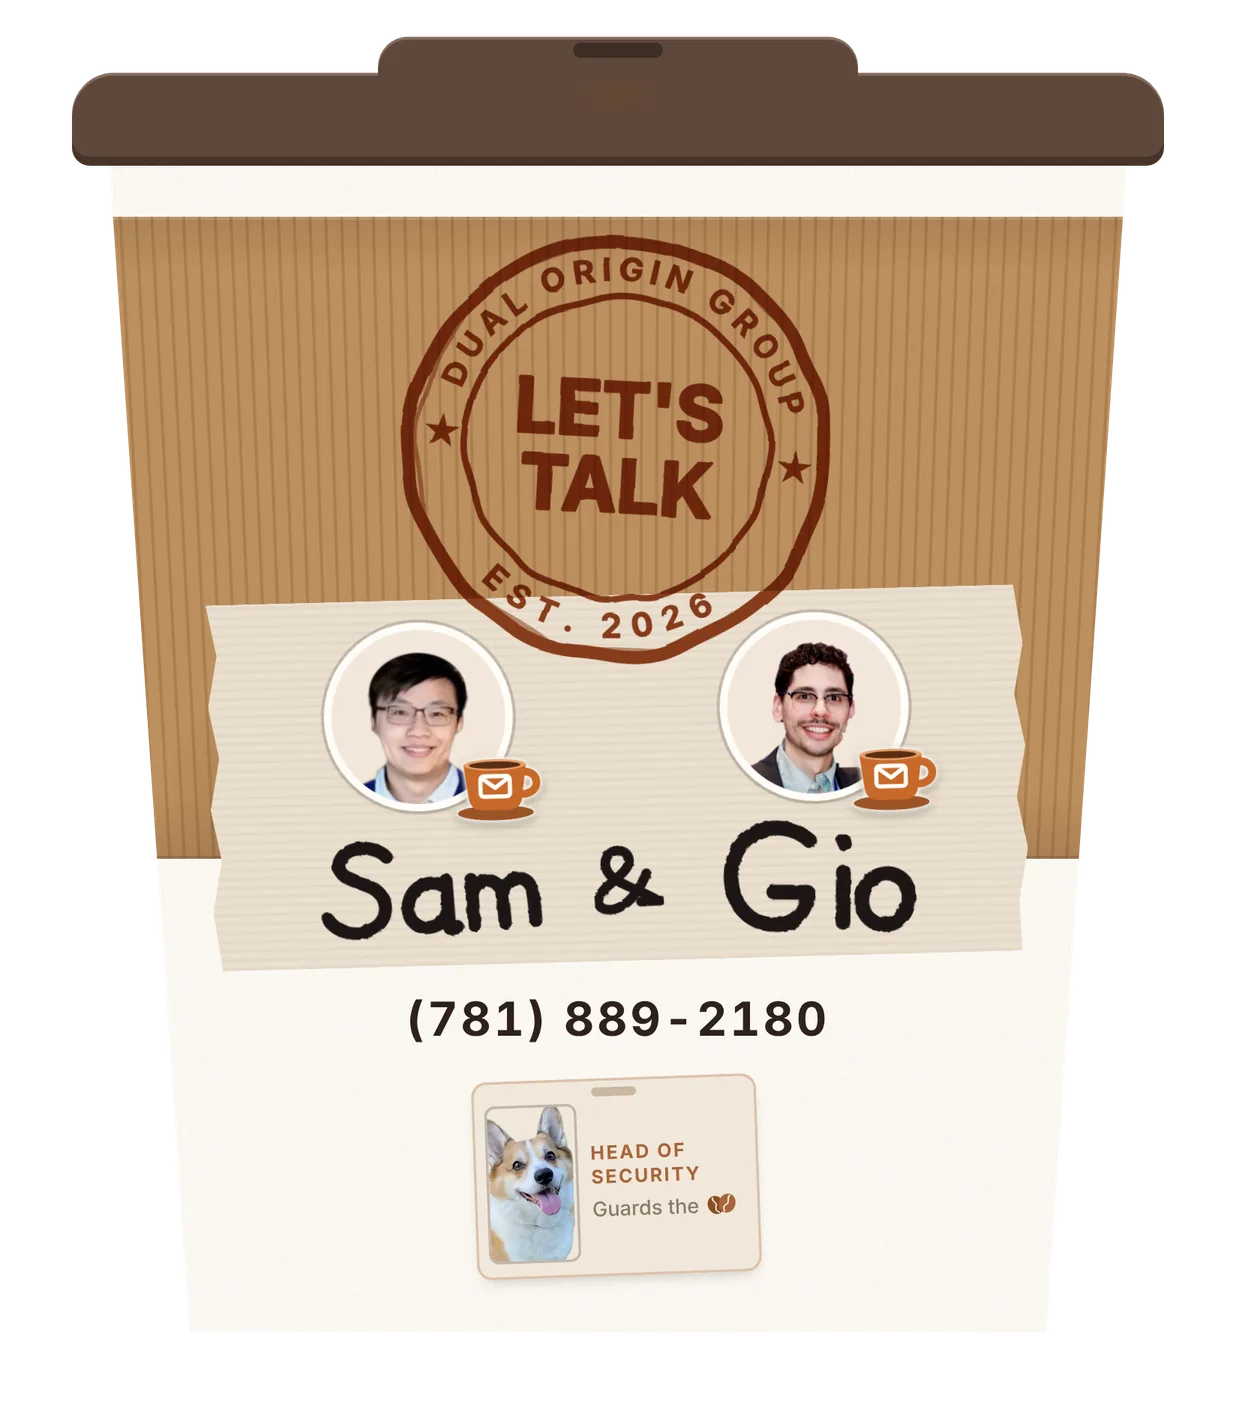 DUAL ORIGIN GROUP
LET'S
TALK
EST. 2026
Sam & Gio
(781) 889-2180
HEAD OF
SECURITY
Guards the